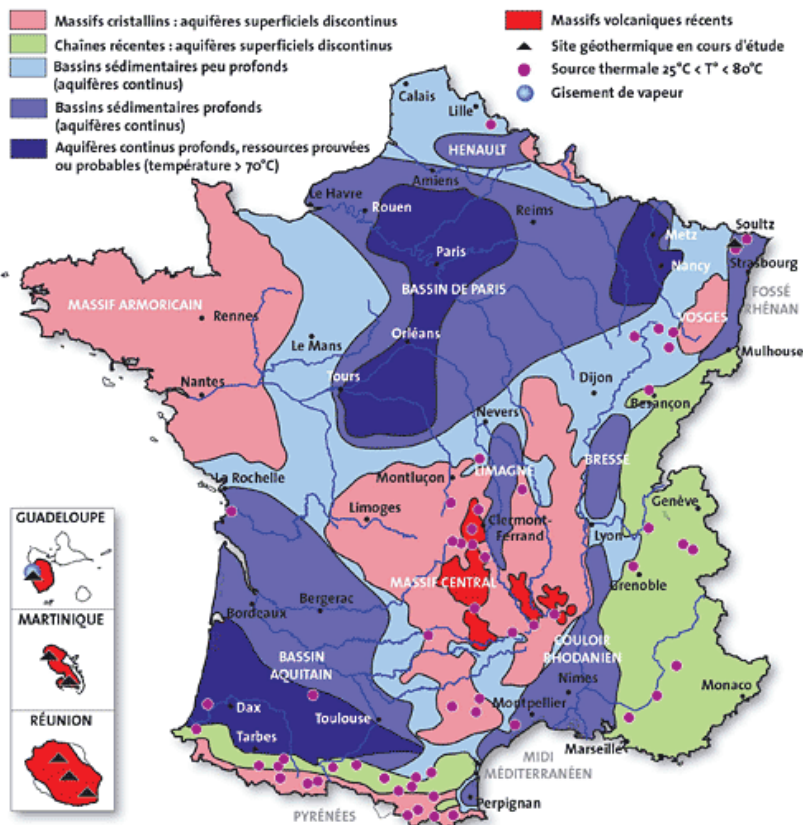 Massifs cristallins : aquifères superficiels discontinus
Chaînes récentes : aquifères superficiels discontinus
Bassins sédimentaires peu profonds
(aquifères continus)
Bassins sédimentaires profonds
(aquifères continus)
Aquifères continus profonds, ressources prouvées
ou probables (température > 70°C)
Massifs volcaniques récents
Site géothermique en cours d'étude
Source thermale 25°C < T° < 80°C
Gisement de vapeur
Calais
Lille
HENAULT
Amiens
Le Havre
Rouen
Reims
Metz
Soultz
Paris
Nancy
Strasbourg
BASSIN DE PARIS
FOSSÉ
RHÉNAN
MASSIF ARMORICAIN
Rennes
VOSGES
Orléans
Le Mans
Mulhouse
Tours
Dijon
Nantes
Besançon
Nevers
La Rochelle
Montluçon
LIMAGNE
BRESSE
Limoges
Genève
Clermont-
Ferrand
Lyon
MASSIF CENTRAL
Grenoble
Bergerac
Bordeaux
COULOIR
RHODANIEN
BASSIN
AQUITAIN
Nîmes
Monaco
Dax
Montpellier
Toulouse
Tarbes
Marseille
MIDI
MÉDITERRANÉEN
Perpignan
PYRÉNÉES
GUADELOUPE
MARTINIQUE
RÉUNION